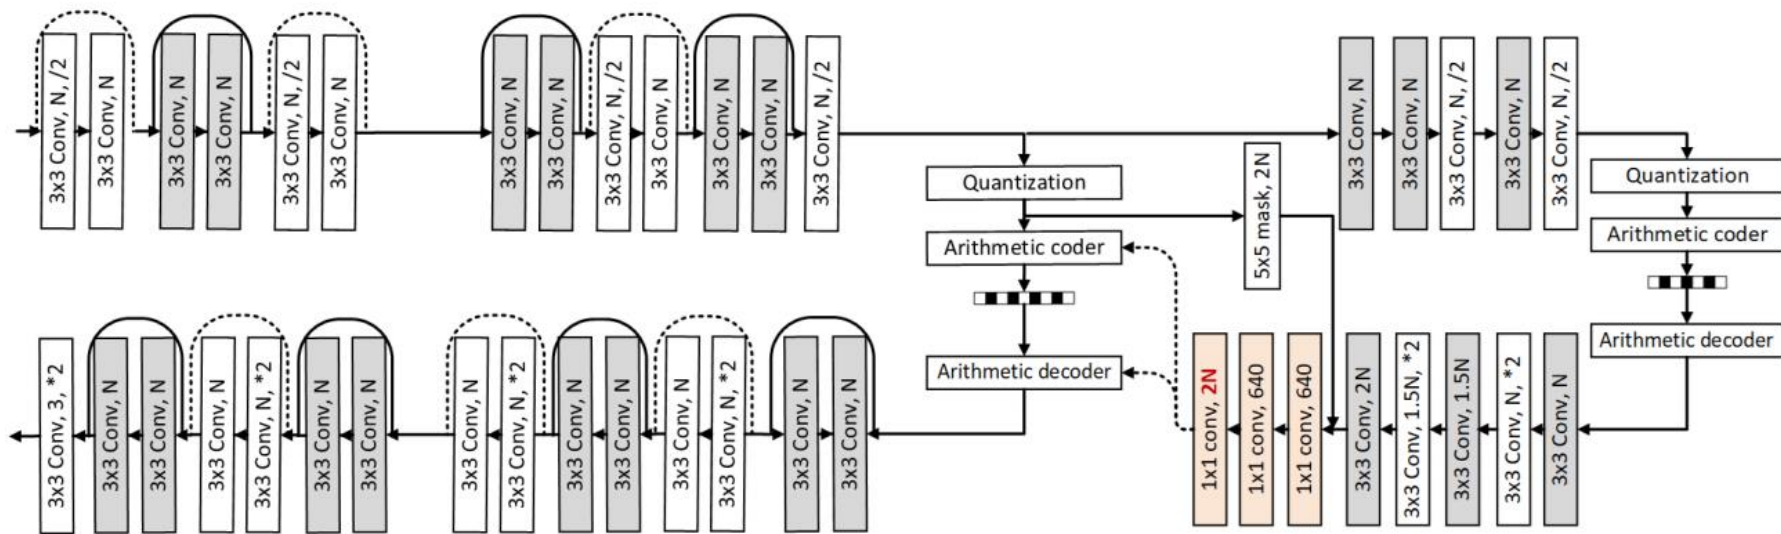 3x3 Conv, N, /2
3x3 Conv, N
3x3 Conv, N
3x3 Conv, N
3x3 Conv, N, /2
3x3 Conv, N
3x3 Conv, N
3x3 Conv, N
3x3 Conv, N, /2
3x3 Conv, N
3x3 Conv, N
3x3 Conv, N
3x3 Conv, N, /2
Quantization
Arithmetic coder
Arithmetic decoder
5x5 mask, 2N
3x3 Conv, N
3x3 Conv, N
3x3 Conv, N, /2
3x3 Conv, N
3x3 Conv, N, /2
Quantization
Arithmetic coder
Arithmetic decoder
3x3 Conv, 3, *2
3x3 Conv, N
3x3 Conv, N
3x3 Conv, N
3x3 Conv, N, *2
3x3 Conv, N
3x3 Conv, N
3x3 Conv, N
3x3 Conv, N, *2
3x3 Conv, N
3x3 Conv, N
3x3 Conv, N
3x3 Conv, N, *2
3x3 Conv, N
3x3 Conv, N
1x1 conv, 2N
1x1 conv, 640
1x1 conv, 640
3x3 Conv, 2N
3x3 Conv, 1.5N, *2
3x3 Conv, 1.5N
3x3 Conv, N, *2
3x3 Conv, N